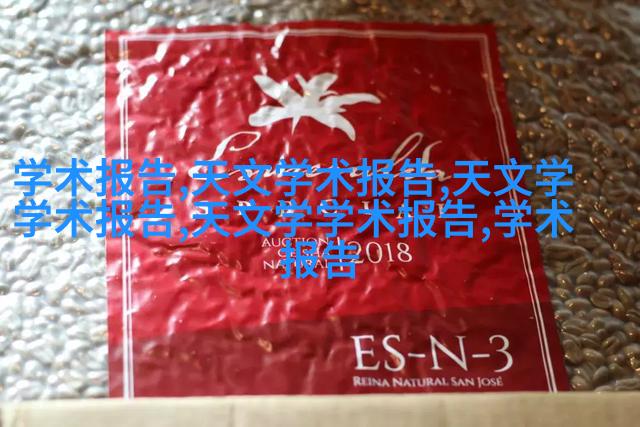 学术报告,天文学术报告,天文学
学术报告,天文学学术报告,学术
报告
AUCTION
NATURAL
2018
ES-N-3
REINA NATURAL SAN JOSÉ